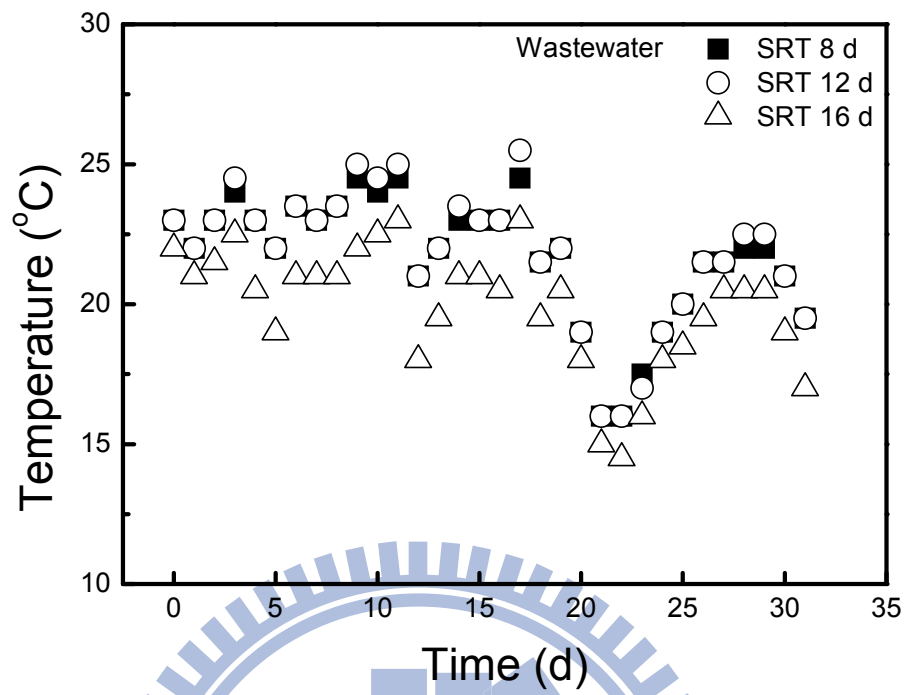 30
Wastewater SRT 8 d
SRT 12 d
SRT 16 d
25
20
15
10
Temperature (°C)
0 5 10 15 20 25 30 35
Time (d)